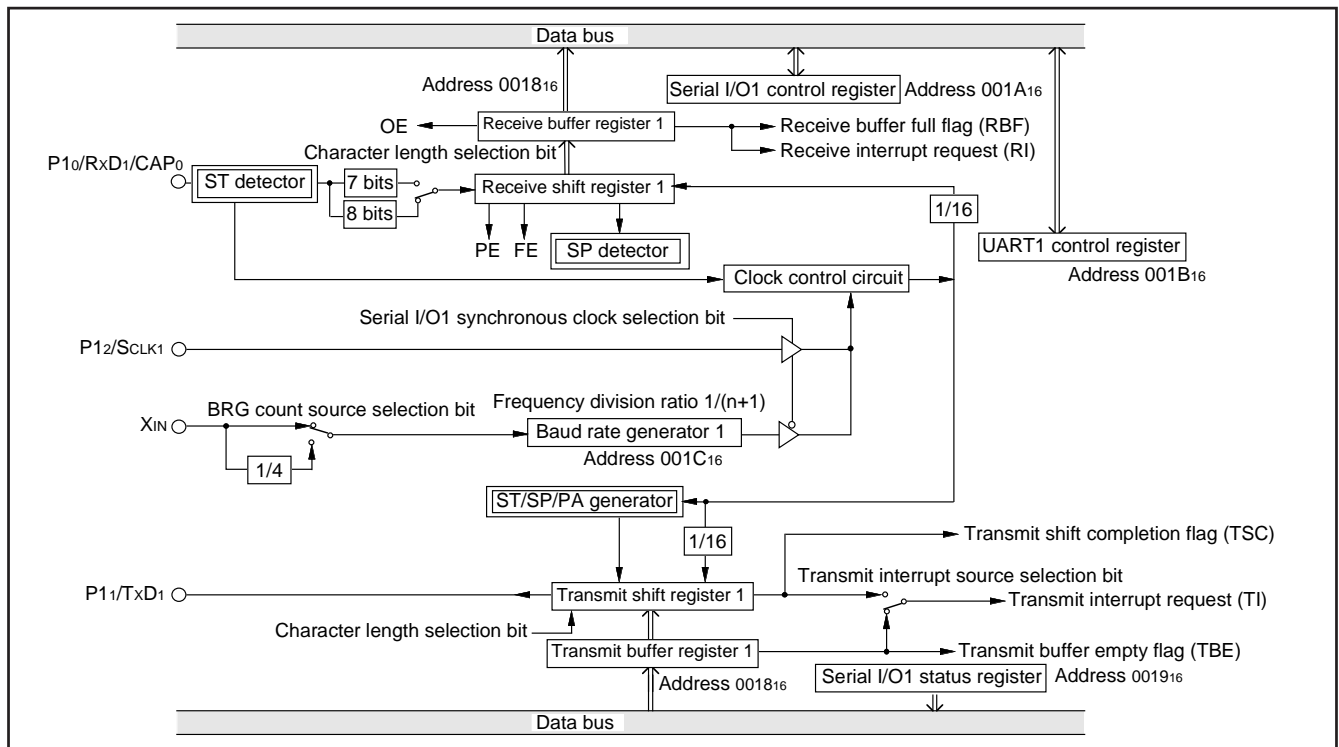 Data bus
Address 001816
Serial I/O1 control register
Address 001A16
OE
Receive buffer register 1
Receive buffer full flag (RBF)
Receive interrupt request (RI)
Character length selection bit
P10/RXD1/CAP0
ST detector
7 bits
8 bits
Receive shift register 1
1/16
PE
FE
SP detector
UART1 control register
Address 001B16
Clock control circuit
Serial I/O1 synchronous clock selection bit
P12/SCLK1
XIN
BRG count source selection bit
Frequency division ratio 1/(n+1)
Baud rate generator 1
Address 001C16
1/4
ST/SP/PA generator
1/16
Transmit shift completion flag (TSC)
Transmit interrupt source selection bit
P11/TXD1
Transmit shift register 1
Transmit interrupt request (TI)
Character length selection bit
Transmit buffer register 1
Transmit buffer empty flag (TBE)
Address 001816
Serial I/O1 status register
Address 001916
Data bus